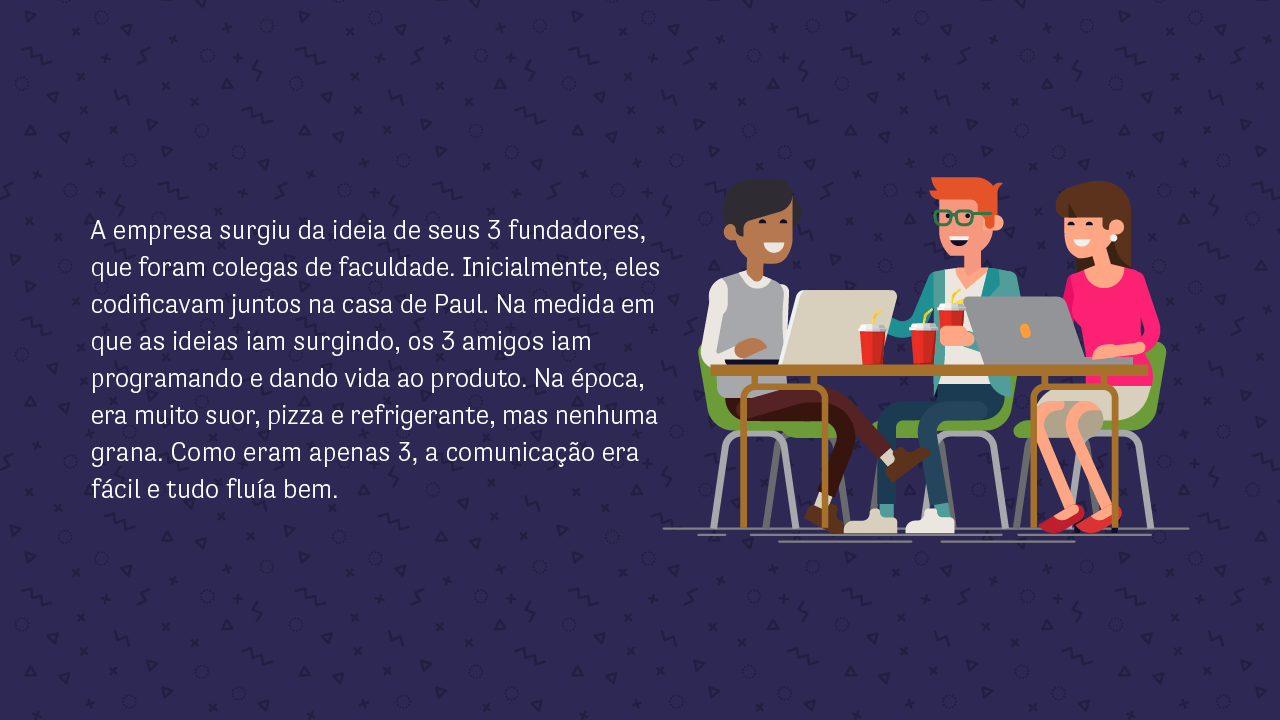 A empresa surgiu da ideia de seus 3 fundadores,
que foram colegas de faculdade. Inicialmente, eles
codificavam juntos na casa de Paul. Na medida em
que as ideias iam surgindo, os 3 amigos iam
programando e dando vida ao produto. Na época,
era muito suor, pizza e refrigerante, mas nenhuma
grana. Como eram apenas 3, a comunicação era
fácil e tudo fluía bem.